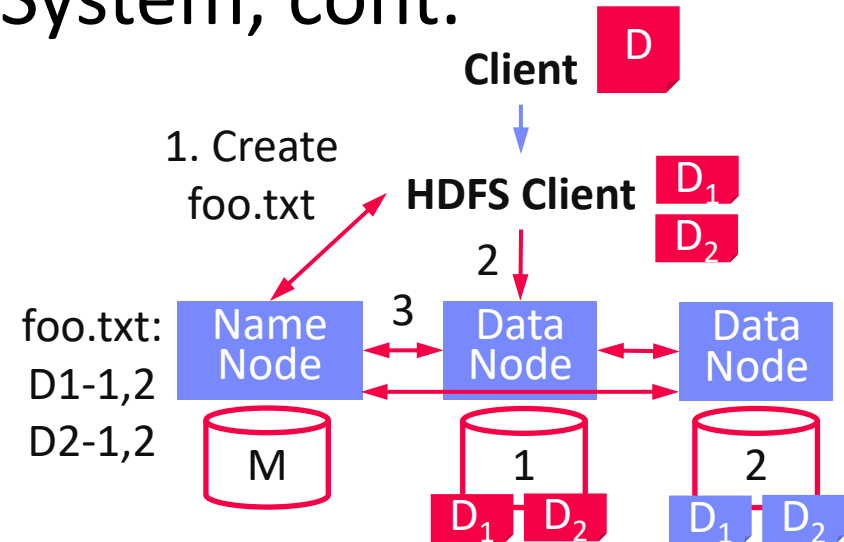 System, cont.
Client
D
1. Create
foo.txt
HDFS Client
D₁
D₂
2
3
foo.txt:
D1-1,2
D2-1,2
Name
Node
Data
Node
Data
Node
M
1
2
D₁
D₂
D₁
D₂